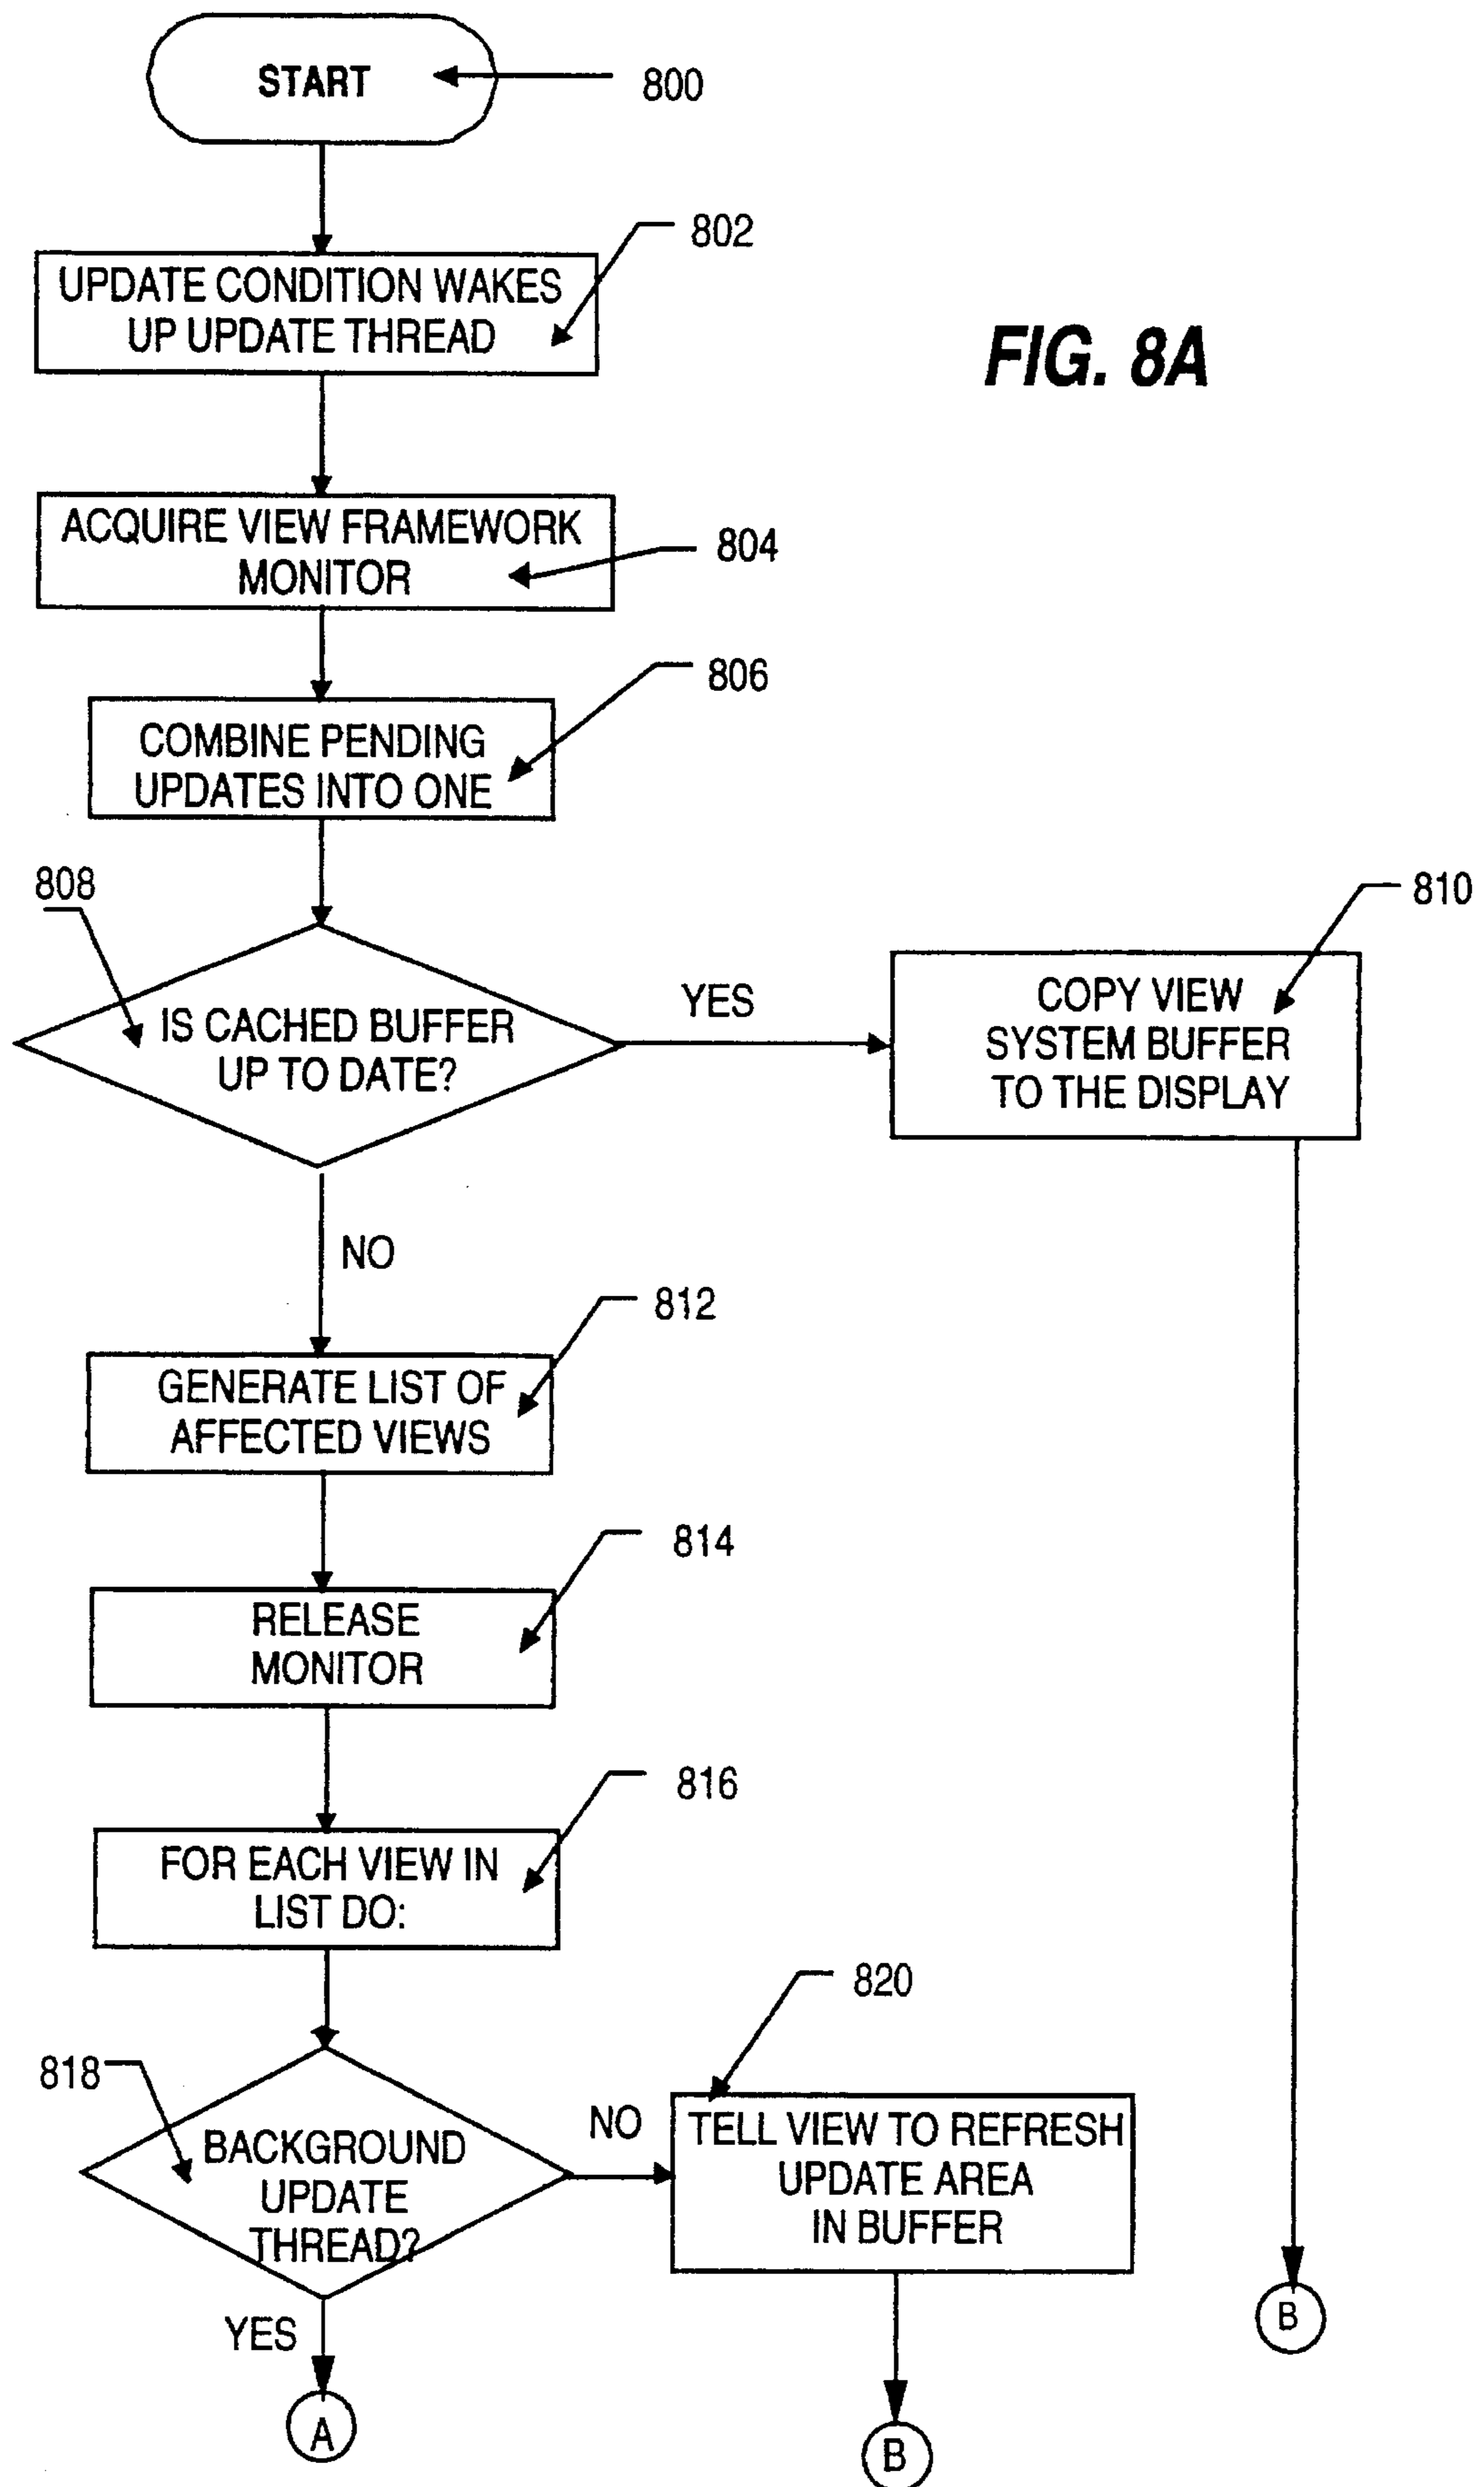 START
800
802
UPDATE CONDITION WAKES
UP UPDATE THREAD
FIG. 8A
ACQUIRE VIEW FRAMEWORK
MONITOR
804
806
COMBINE PENDING
UPDATES INTO ONE
808
810
IS CACHED BUFFER
UP TO DATE?
YES
COPY VIEW
SYSTEM BUFFER
TO THE DISPLAY
NO
812
GENERATE LIST OF
AFFECTED VIEWS
814
RELEASE
MONITOR
816
FOR EACH VIEW IN
LIST DO:
820
818
BACKGROUND
UPDATE
THREAD?
NO
TELL VIEW TO REFRESH
UPDATE AREA
IN BUFFER
B
YES
A
B